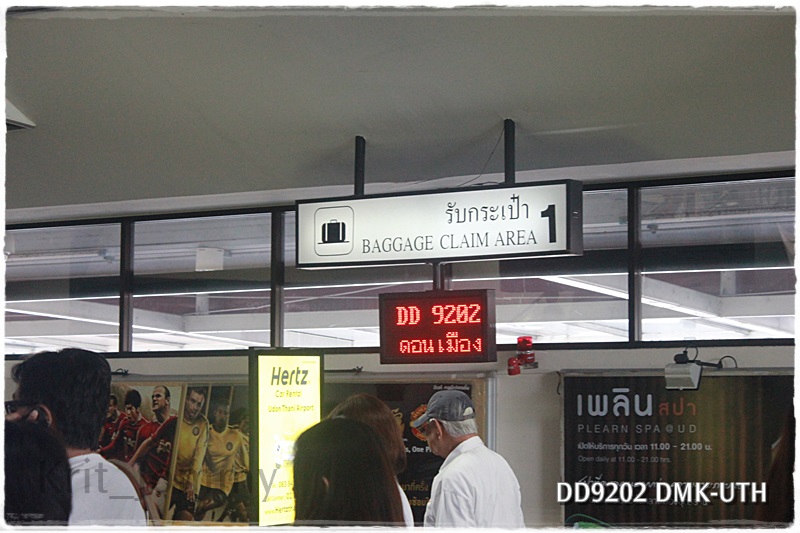 รับกระเป๋า
BAGGAGE CLAIM AREA 1
DD 9202
ดอนเมือง
Hertz
Car Rental
Udon Thani Airport
เพลินสปา
PLEARN SPA@UD
เปิดให้บริการทุกวัน เวลา 11.00 - 21.00 น.
Open daily at 11.00 - 21.00 hrs.
DD9202 DMK-UTH